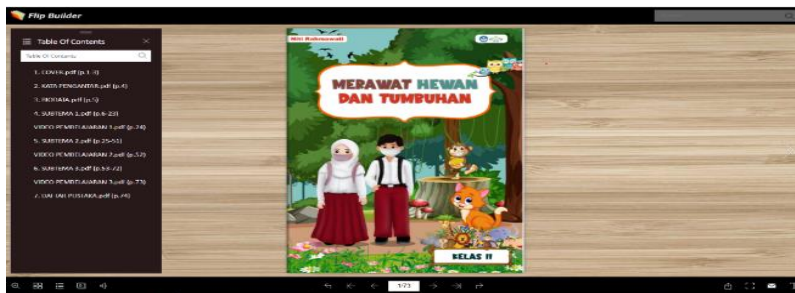 Flip Builder
Table Of Contents
Table Of Contents
1. COVER.pdf (p.1-3)
2. KATA PENGANTAR.pdf (p.4)
3. BIODATA.pdf (p.5)
4. SUBTEMA 1.pdf (p.6-23)
VIDEO PEMBELAJARAN 1.pdf (p.24)
5. SUBTEMA 2.pdf (p.25-51)
VIDEO PEMBELAJARAN 2.pdf (p.52)
6. SUBTEMA 3.pdf (p.53-72)
VIDEO PEMBELAJARAN 3.pdf (p.73)
7. DAFTAR PUSTAKA.pdf (p.74)
MERAWAT HEWAN
DAN TUMBUHAN
KELAS II
1/73